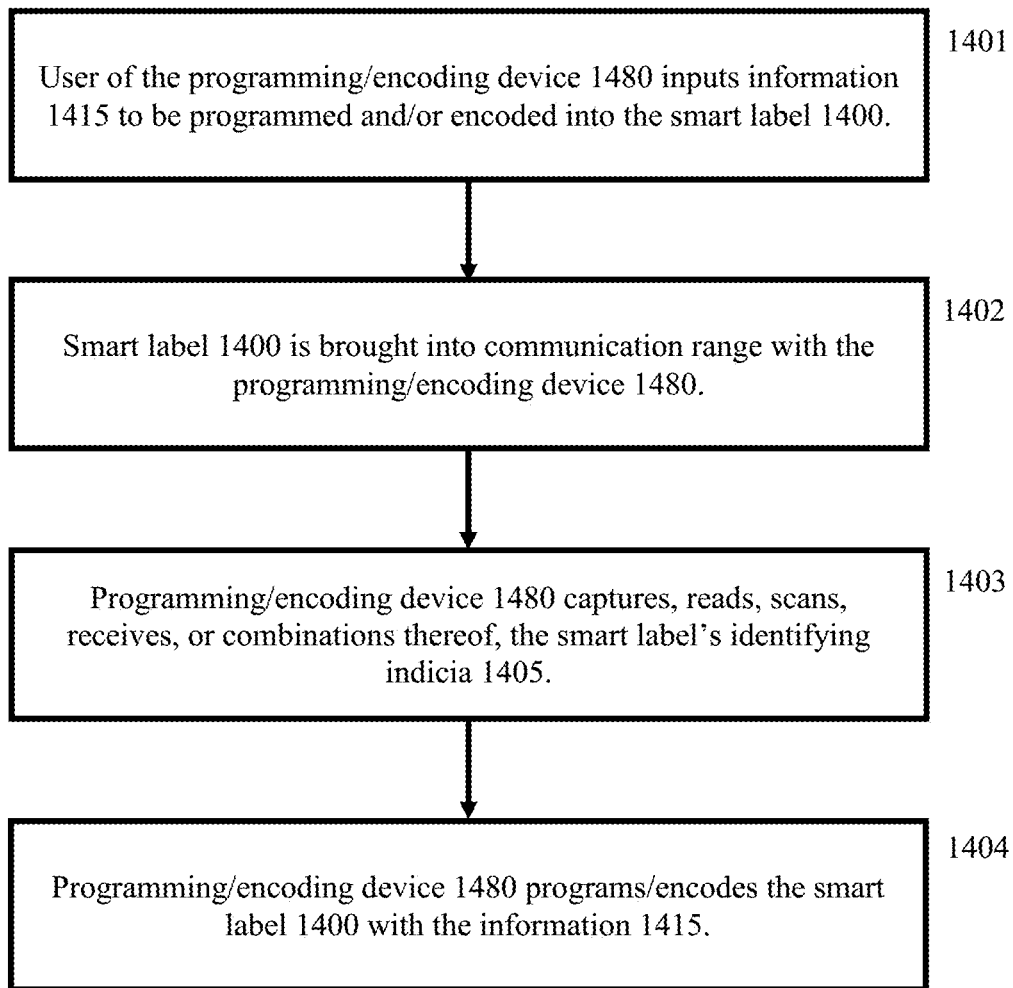 1401
User of the programming/encoding device 1480 inputs information
1415 to be programmed and/or encoded into the smart label 1400.
1402
Smart label 1400 is brought into communication range with the
programming/encoding device 1480.
1403
Programming/encoding device 1480 captures, reads, scans,
receives, or combinations thereof, the smart label’s identifying
indicia 1405.
1404
Programming/encoding device 1480 programs/encodes the smart
label 1400 with the information 1415.